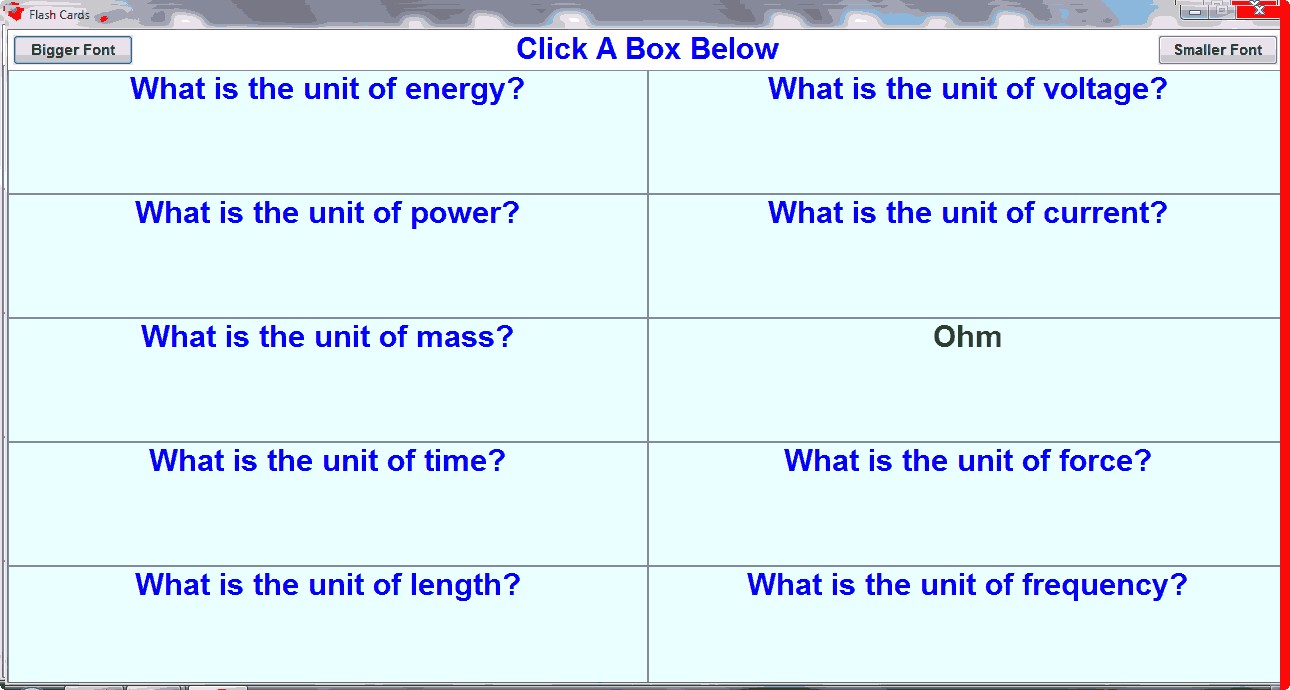 Flash Cards
Bigger Font
Click A Box Below
Smaller Font
What is the unit of energy?
What is the unit of voltage?
What is the unit of power?
What is the unit of current?
What is the unit of mass?
Ohm
What is the unit of time?
What is the unit of force?
What is the unit of length?
What is the unit of frequency?